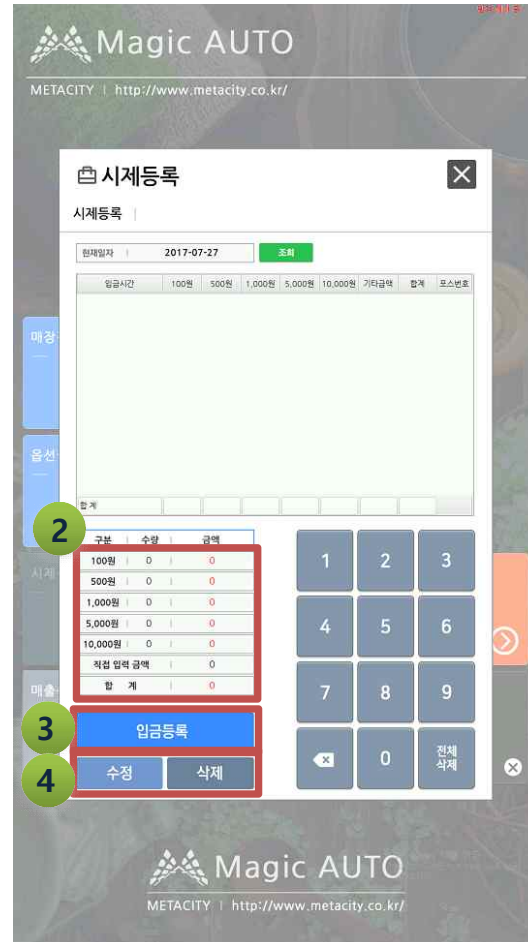 Magic AUTO
METACITY | http://www.metacity.co.kr/
시제등록
시제등록
현재일자 2017-07-27 조회
입금시간 100원 500원 1,000원 5,000원 10,000원 기타금액 합계 포스번호
매장
옵션
합계
2
구분 수량 금액
100원 0 0
500원 0 0
1,000원 0 0
5,000원 0 0
10,000원 0 0
직접 입력 금액 0
합 계 0
1 2 3
4 5 6
7 8 9
0 전체 삭제
시제
매출
3
입금등록
4
수정 삭제
Magic AUTO
METACITY | http://www.metacity.co.kr/